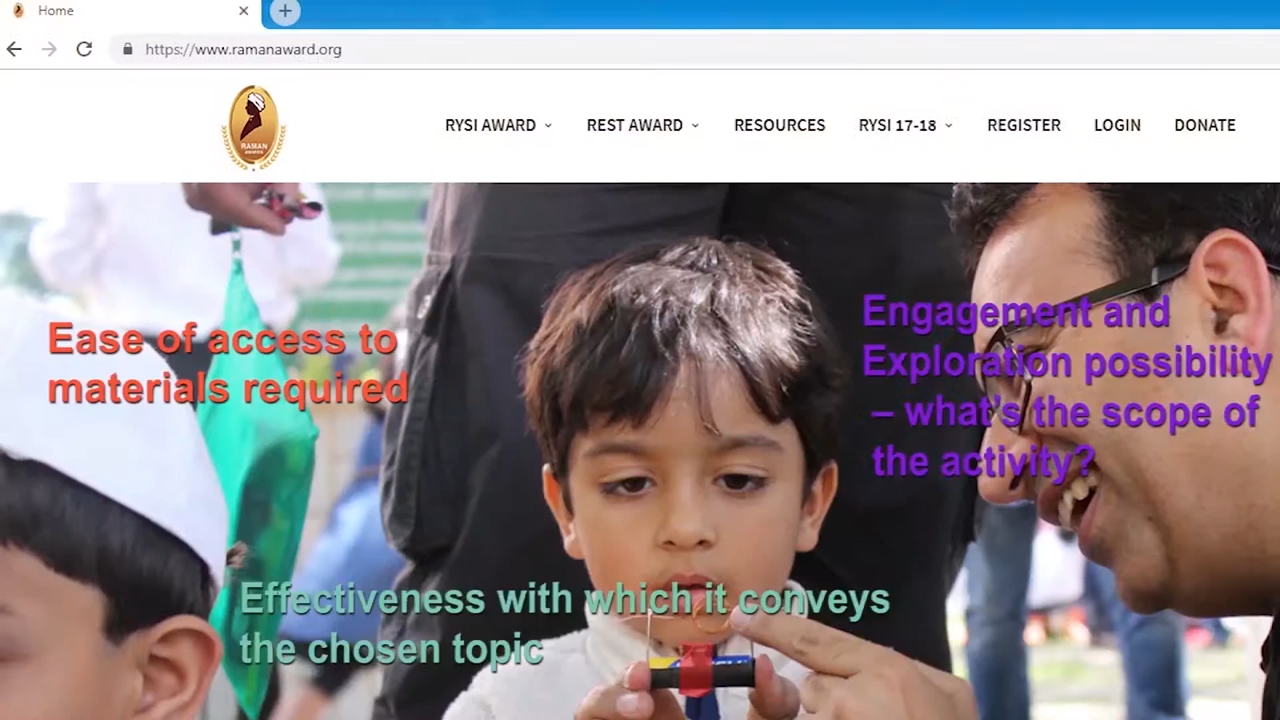 Home
https://www.ramanaward.org
RAMAN
RYSI AWARD REST AWARD RESOURCES RYSI 17-18 REGISTER LOGIN DONATE
Ease of access to
materials required
Engagement and
Exploration possibility
– what's the scope of
the activity?
Effectiveness with which it conveys
the chosen topic